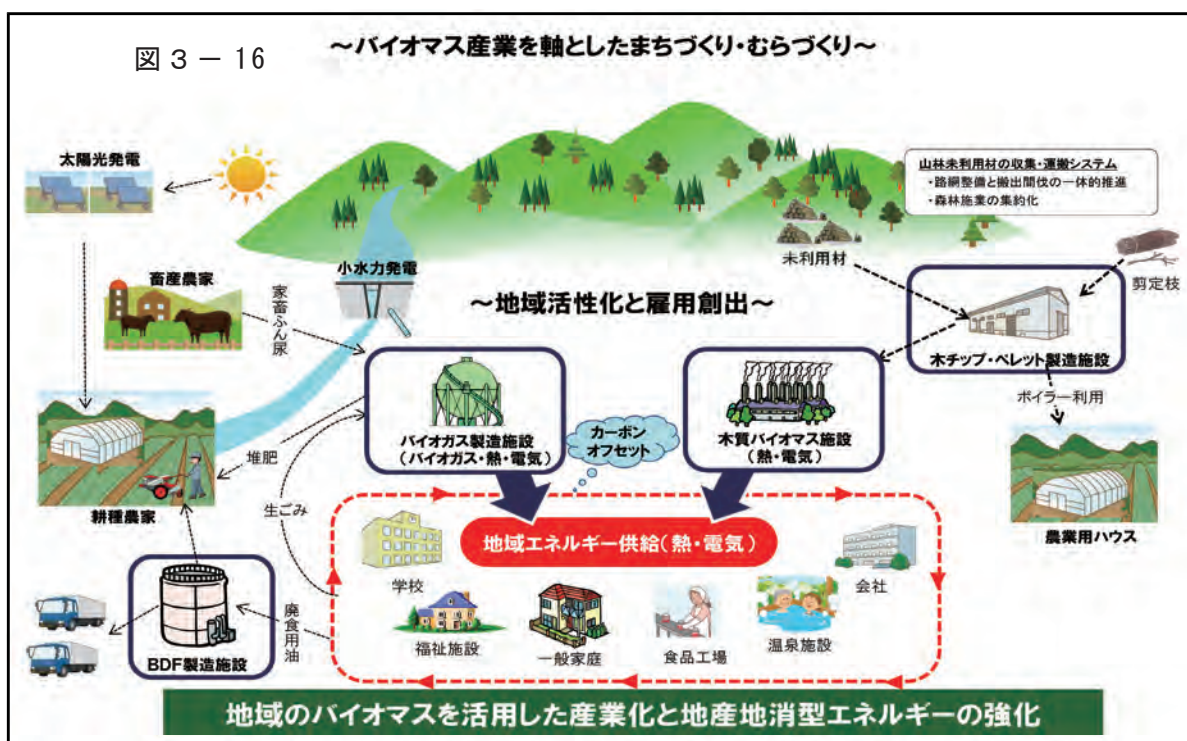 図３－16
～バイオマス産業を軸としたまちづくり・むらづくり～
太陽光発電
山林未利用材の収集・運搬システム
・路網整備と搬出間伐の一体的推進
・森林施業の集約化
未利用材
剪定枝
小水力発電
畜産農家
家畜ふん尿
～地域活性化と雇用創出～
木チップ・ペレット製造施設
ボイラー利用
バイオガス製造施設
（バイオガス・熱・電気）
カーボン
オフセット
木質バイオマス施設
（熱・電気）
堆肥
生ごみ
耕種農家
農業用ハウス
地域エネルギー供給（熱・電気）
学校
会社
福祉施設
一般家庭
食品工場
温泉施設
廃食用油
BDF製造施設
地域のバイオマスを活用した産業化と地産地消型エネルギーの強化